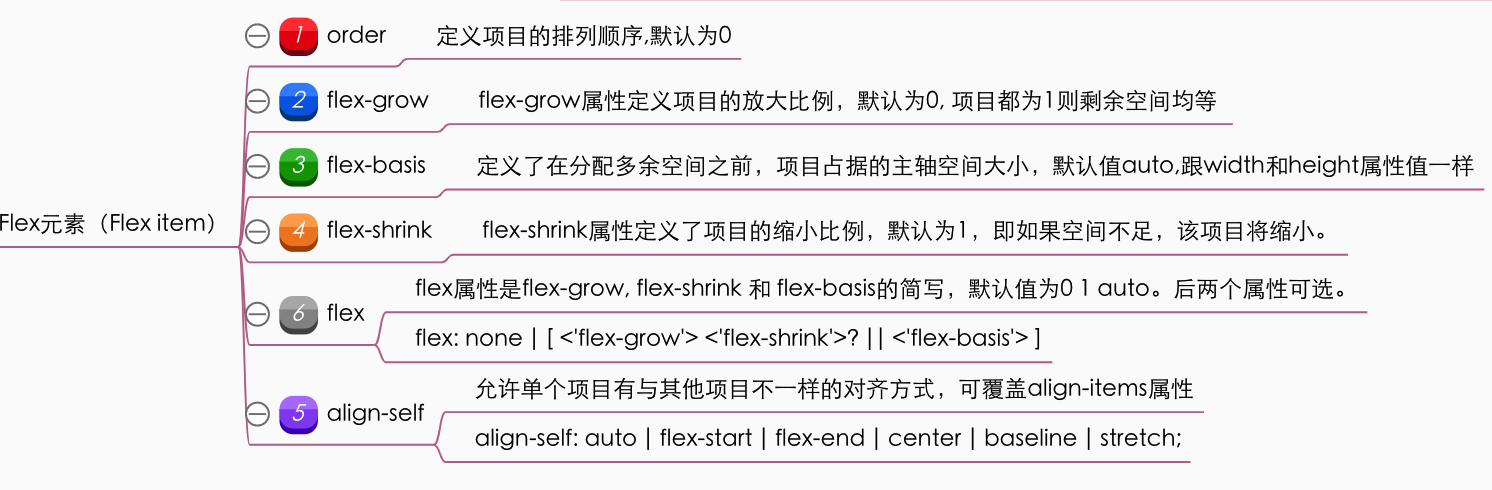 1 order 定义项目的排列顺序,默认为0
2 flex-grow flex-grow属性定义项目的放大比例，默认为0, 项目都为1则剩余空间均等
3 flex-basis 定义了在分配多余空间之前，项目占据的主轴空间大小，默认值auto,跟width和height属性值一样
Flex元素（Flex item）
4 flex-shrink flex-shrink属性定义了项目的缩小比例，默认为1，即如果空间不足，该项目将缩小。
flex属性是flex-grow, flex-shrink 和 flex-basis的简写，默认值为0 1 auto。后两个属性可选。
6 flex
flex: none | [ <'flex-grow'> <'flex-shrink'>? || <'flex-basis'> ]
允许单个项目有与其他项目不一样的对齐方式，可覆盖align-items属性
5 align-self
align-self: auto | flex-start | flex-end | center | baseline | stretch;